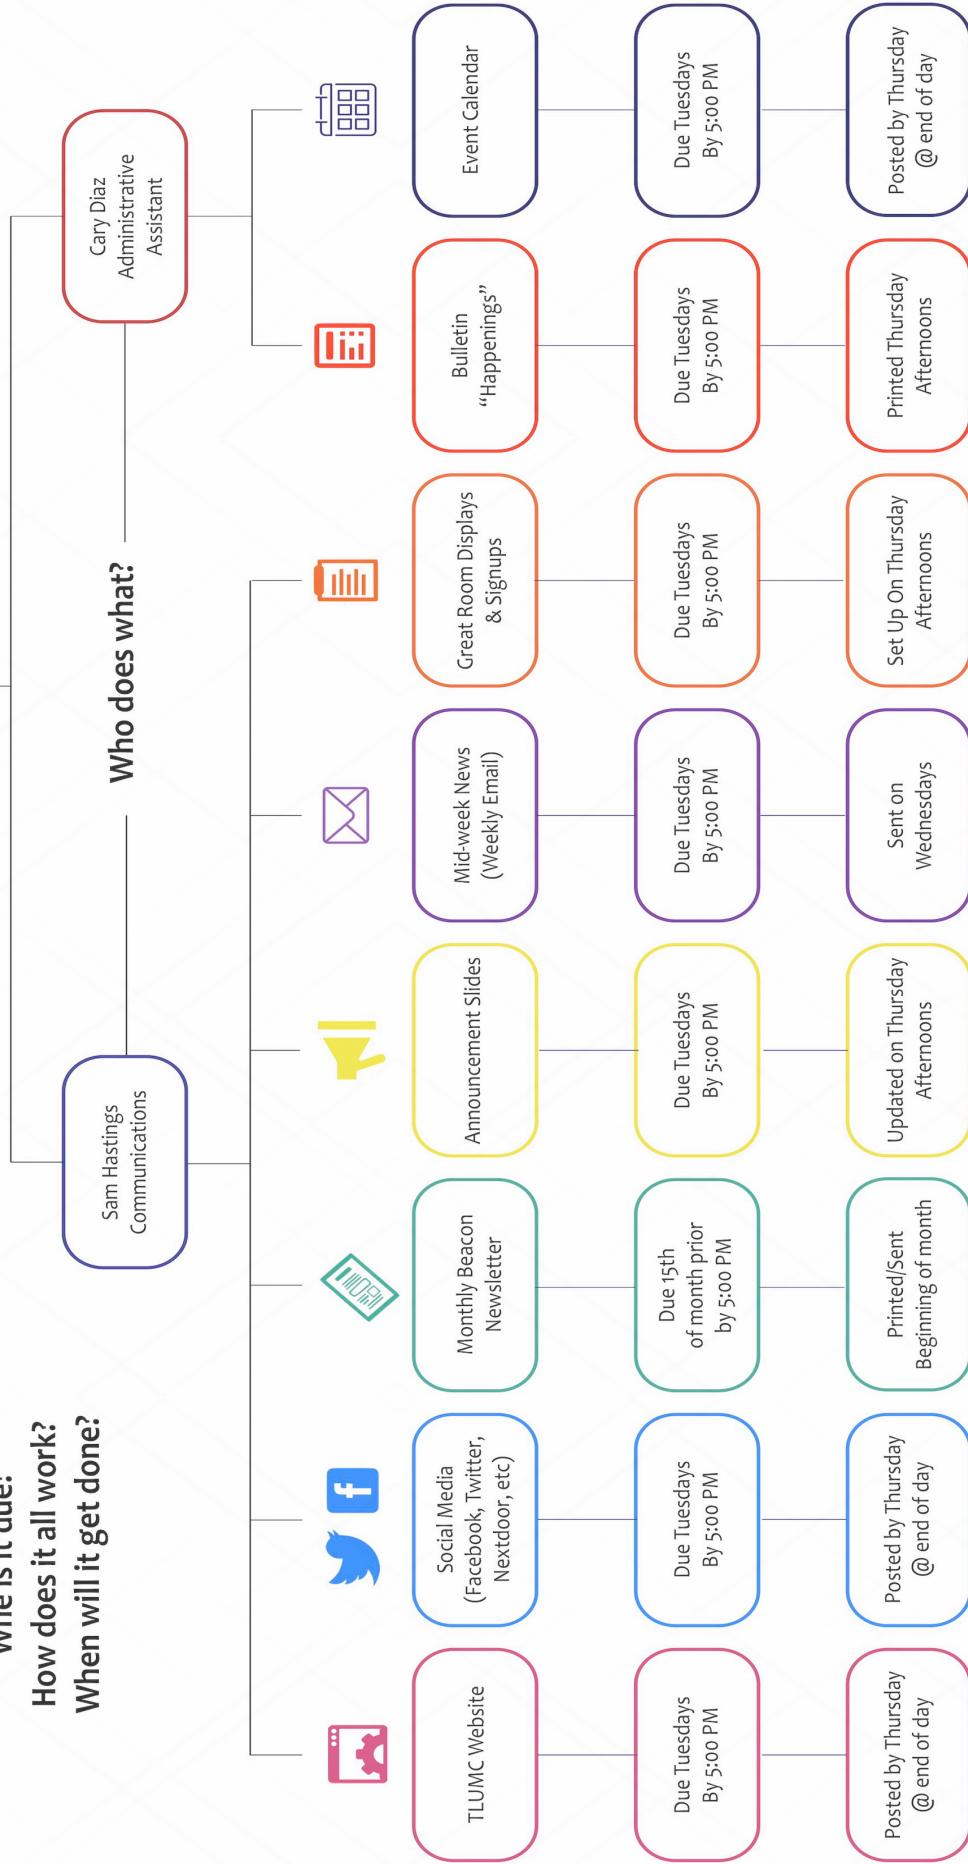 is it due?
How does it all work?
When will it get done?
Who does what?
Sam Hastings
Communications
Cary Diaz
Administrative
Assistant
TLUMC Website
Due Tuesdays
By 5:00 PM
Posted by Thursday
@ end of day
Social Media
(Facebook, Twitter,
Nextdoor, etc)
Due Tuesdays
By 5:00 PM
Posted by Thursday
@ end of day
Monthly Beacon
Newsletter
Due 15th
of month prior
by 5:00 PM
Printed/Sent
Beginning of month
Announcement Slides
Due Tuesdays
By 5:00 PM
Updated on Thursday
Afternoons
Mid-week News
(Weekly Email)
Due Tuesdays
By 5:00 PM
Sent on
Wednesdays
Great Room Displays
& Signups
Due Tuesdays
By 5:00 PM
Set Up On Thursday
Afternoons
Bulletin
“Happenings”
Due Tuesdays
By 5:00 PM
Printed Thursday
Afternoons
Event Calendar
Due Tuesdays
By 5:00 PM
Posted by Thursday
@ end of day